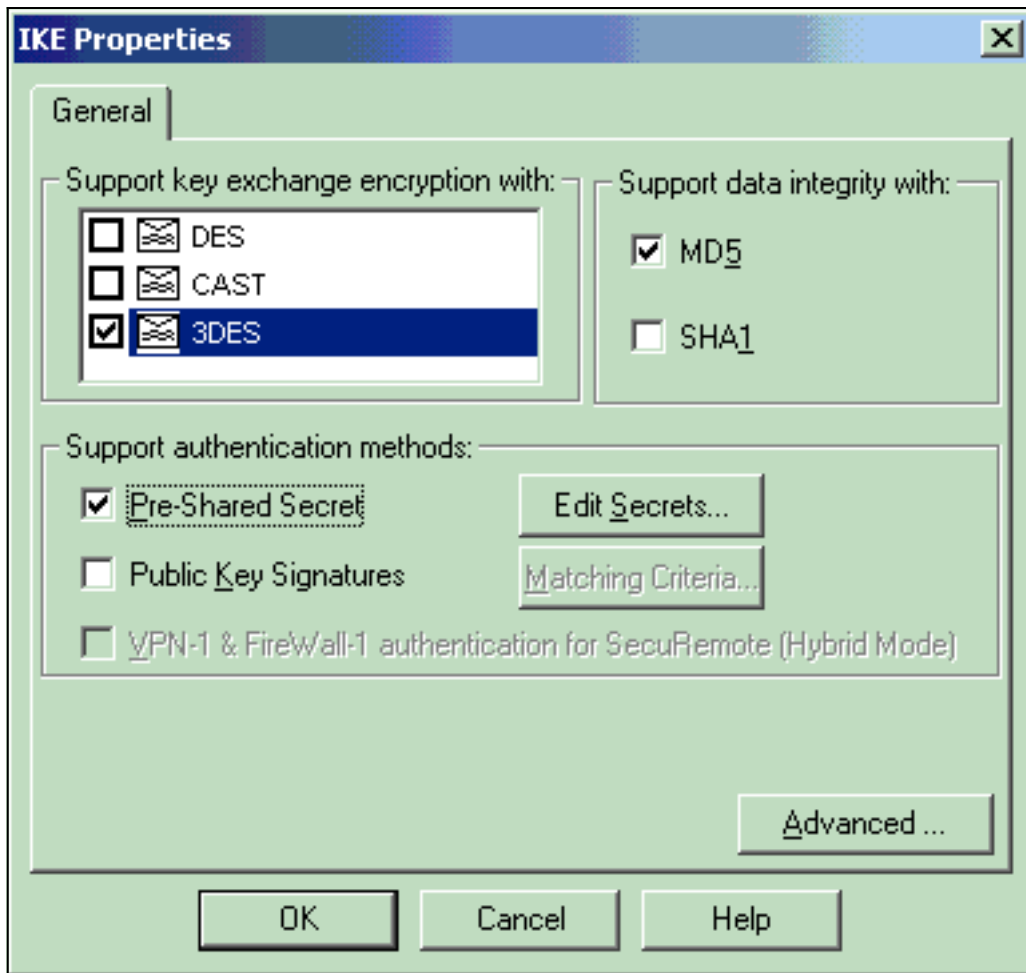 IKE Properties
General
Support key exchange encryption with:
DES
CAST
3DES
Support data integrity with:
MD5
SHA1
Support authentication methods:
Pre-Shared Secret
Edit Secrets...
Public Key Signatures
Matching Criteria...
VPN-1 & FireWall-1 authentication for SecuRemote (Hybrid Mode)
Advanced ...
OK
Cancel
Help